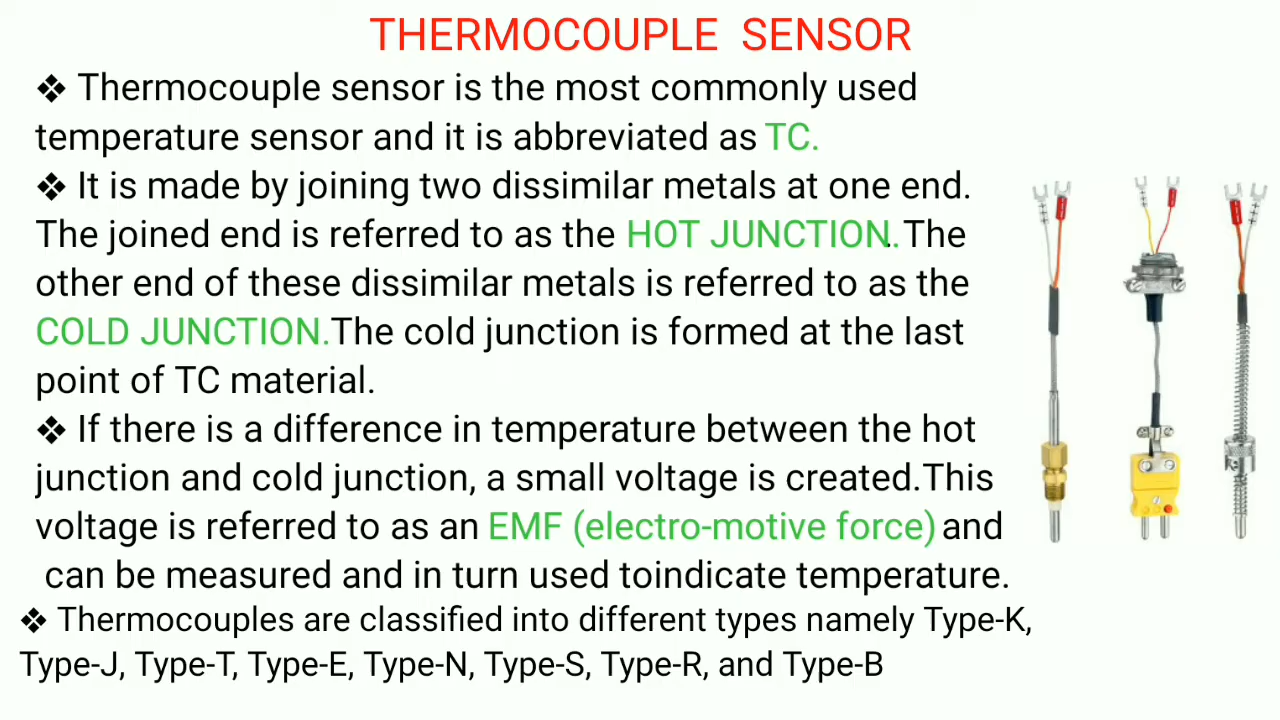 THERMOCOUPLE SENSOR
❖ Thermocouple sensor is the most commonly used
temperature sensor and it is abbreviated as TC.
❖ It is made by joining two dissimilar metals at one end.
The joined end is referred to as the HOT JUNCTION..The
other end of these dissimilar metals is referred to as the
COLD JUNCTION.The cold junction is formed at the last
point of TC material.
❖ If there is a difference in temperature between the hot
junction and cold junction, a small voltage is created.This
voltage is referred to as an EMF (electro-motive force) and
can be measured and in turn used toindicate temperature.
❖ Thermocouples are classified into different types namely Type-K,
Type-J, Type-T, Type-E, Type-N, Type-S, Type-R, and Type-B